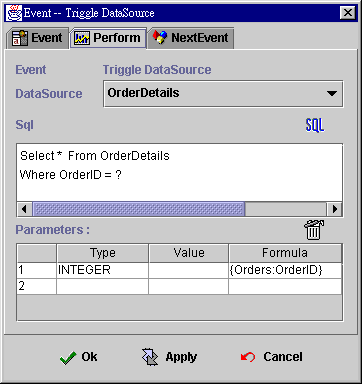 Event -- Triggle DataSource
Event Perform NextEvent
Event Triggle DataSource
DataSource OrderDetails
Sql SQL
Select * From OrderDetails
Where OrderID = ?
Parameters :
Type Value Formula
1 INTEGER {Orders:OrderID}
2
Ok Apply Cancel